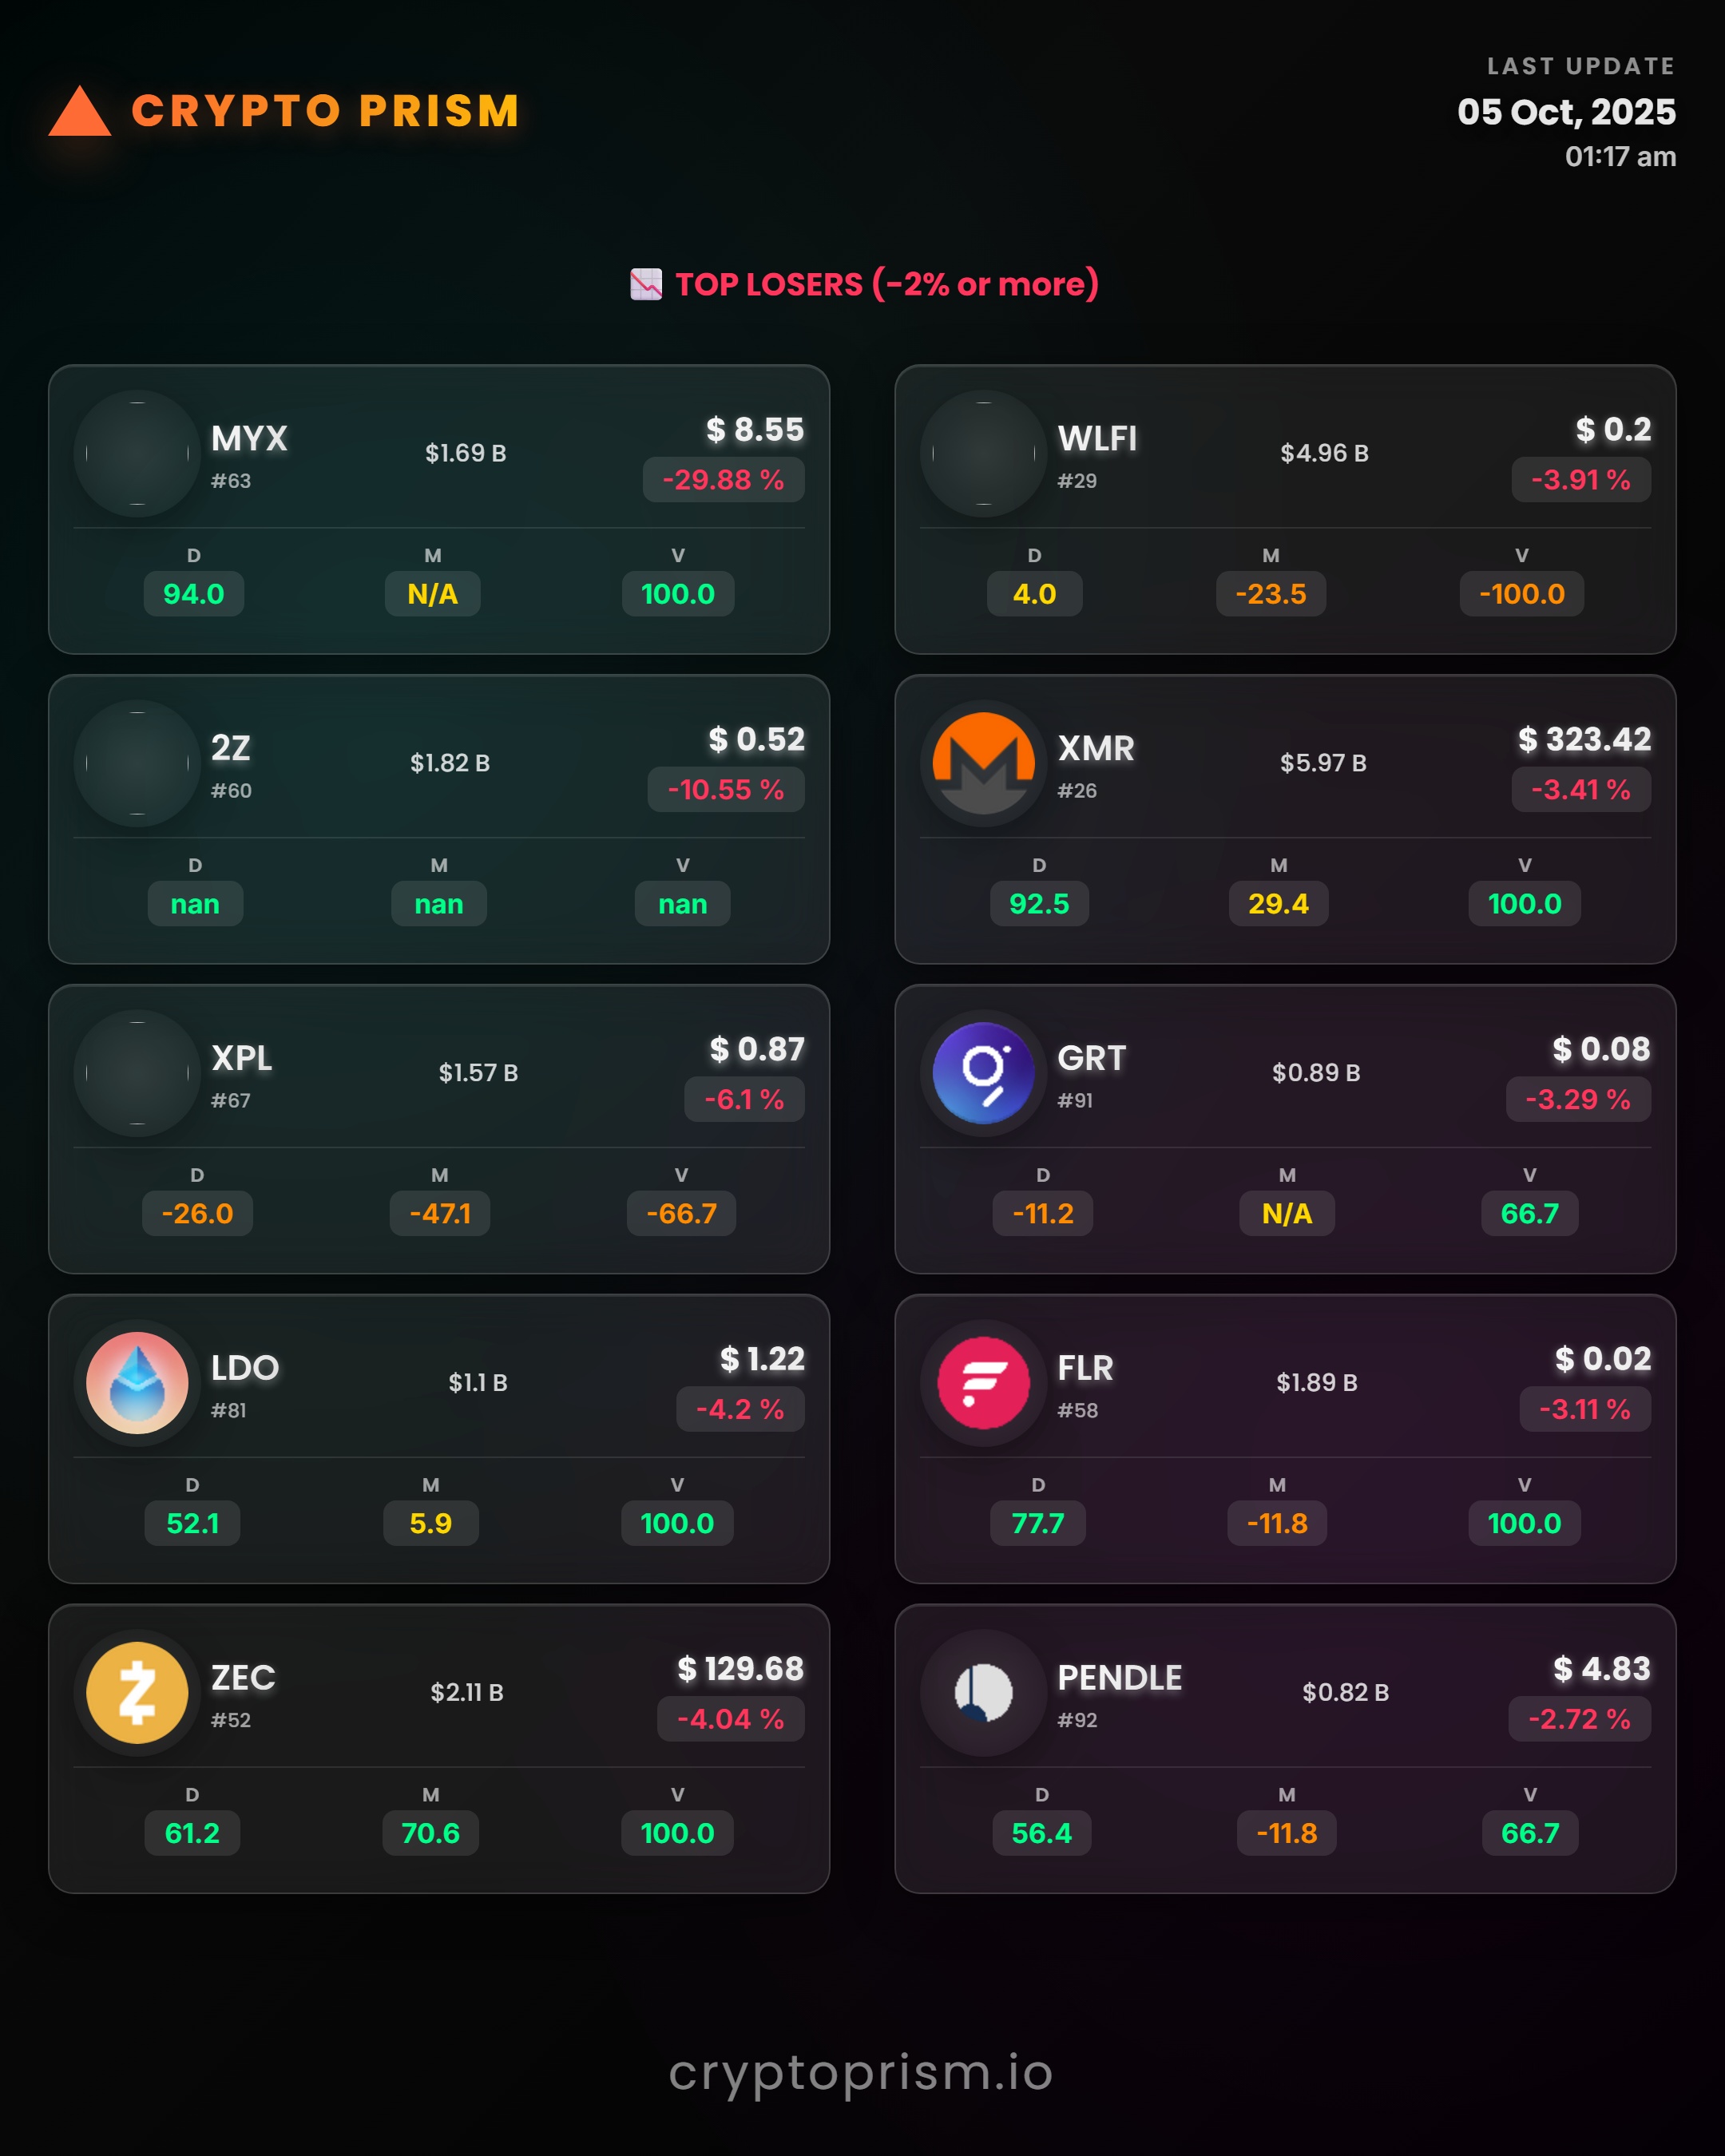 CRYPTO PRISM
LAST UPDATE
05 Oct, 2025
01:17 am
TOP LOSERS (-2% or more)
MYX
#63
$1.69 B
$ 8.55
-29.88 %
D M V
94.0 N/A 100.0
WLFI
#29
$4.96 B
$ 0.2
-3.91 %
D M V
4.0 -23.5 -100.0
2Z
#60
$1.82 B
$ 0.52
-10.55 %
D M V
nan nan nan
XMR
#26
$5.97 B
$ 323.42
-3.41 %
D M V
92.5 29.4 100.0
XPL
#67
$1.57 B
$ 0.87
-6.1 %
D M V
-26.0 -47.1 -66.7
GRT
#91
$0.89 B
$ 0.08
-3.29 %
D M V
-11.2 N/A 66.7
LDO
#81
$1.1 B
$ 1.22
-4.2 %
D M V
52.1 5.9 100.0
FLR
#58
$1.89 B
$ 0.02
-3.11 %
D M V
77.7 -11.8 100.0
ZEC
#52
$2.11 B
$ 129.68
-4.04 %
D M V
61.2 70.6 100.0
PENDLE
#92
$0.82 B
$ 4.83
-2.72 %
D M V
56.4 -11.8 66.7
cryptoprism.io